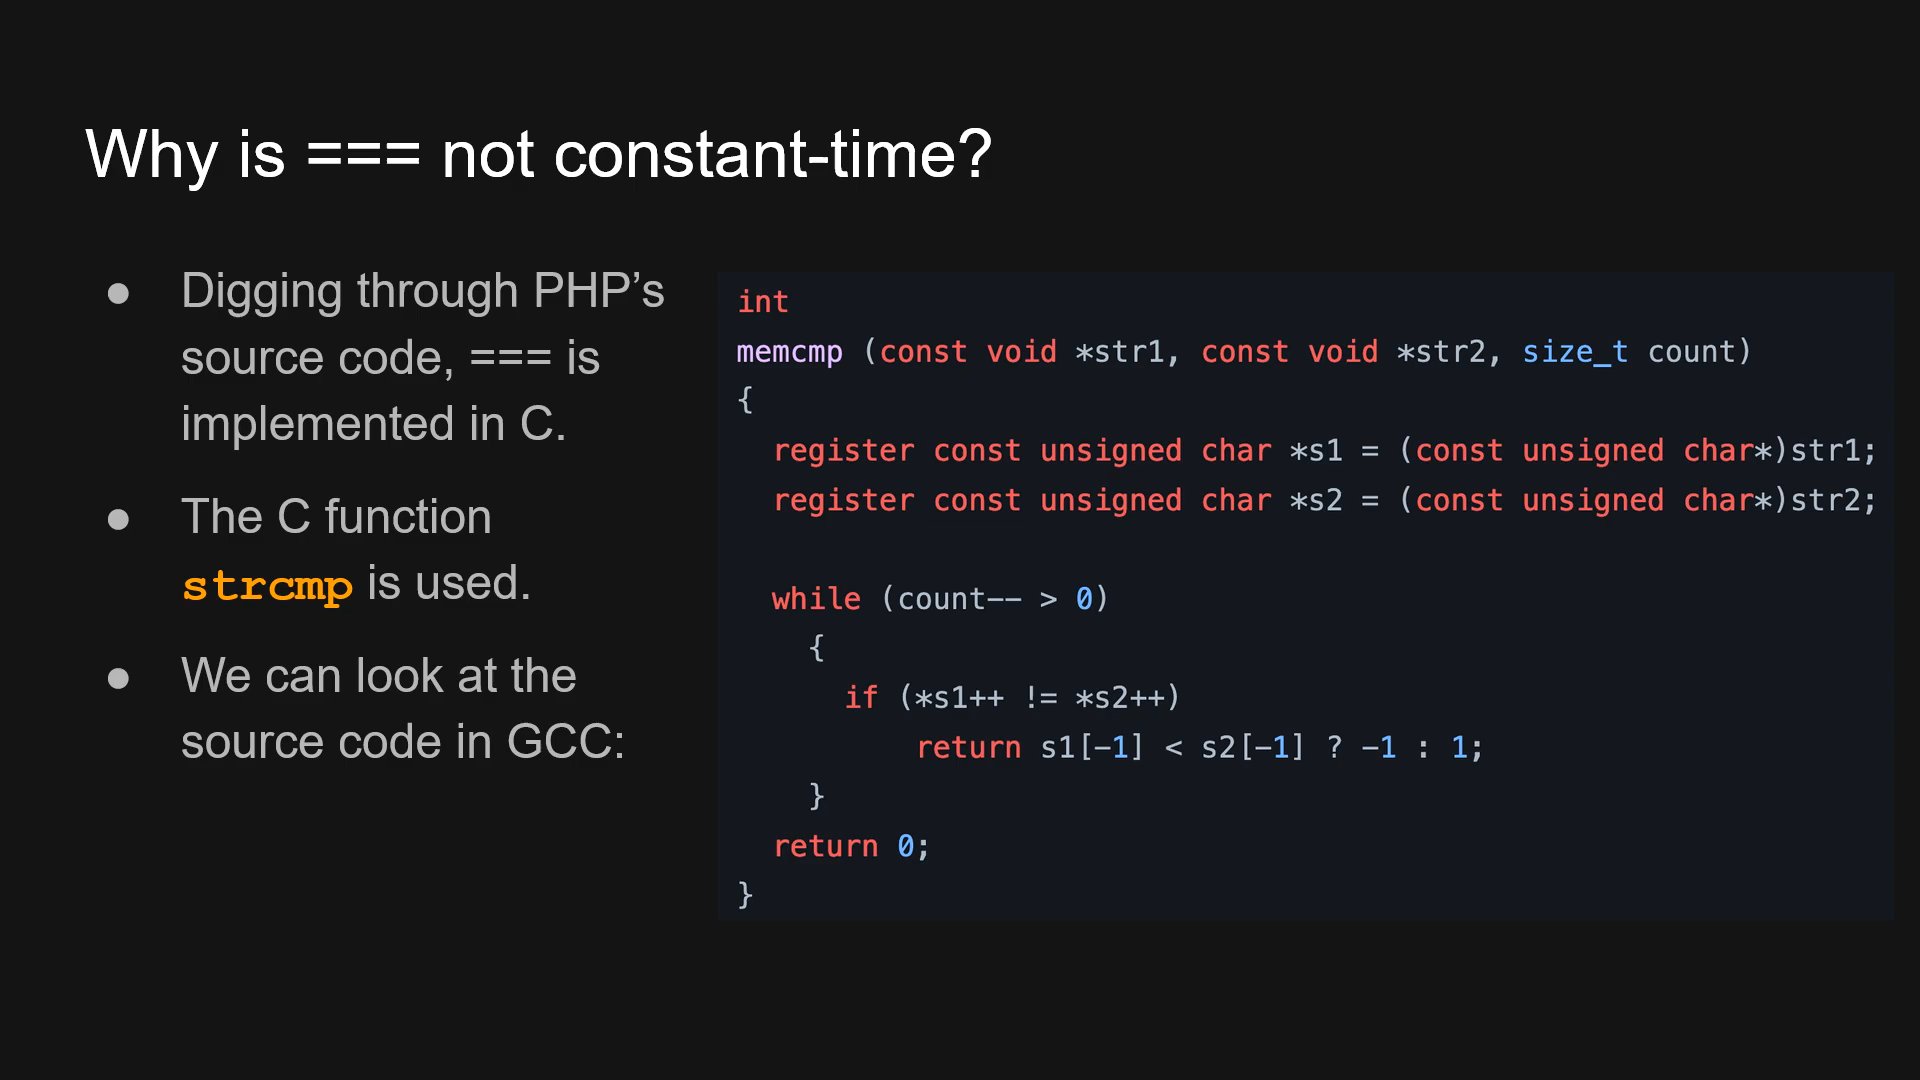 Why is === not constant-time?
● Digging through PHP’s
source code, === is
implemented in C.
● The C function
strcmp is used.
● We can look at the
source code in GCC:
int
memcmp (const void *str1, const void *str2, size_t count)
{
  register const unsigned char *s1 = (const unsigned char*)str1;
  register const unsigned char *s2 = (const unsigned char*)str2;

  while (count-- > 0)
    {
      if (*s1++ != *s2++)
          return s1[-1] < s2[-1] ? -1 : 1;
    }
  return 0;
}